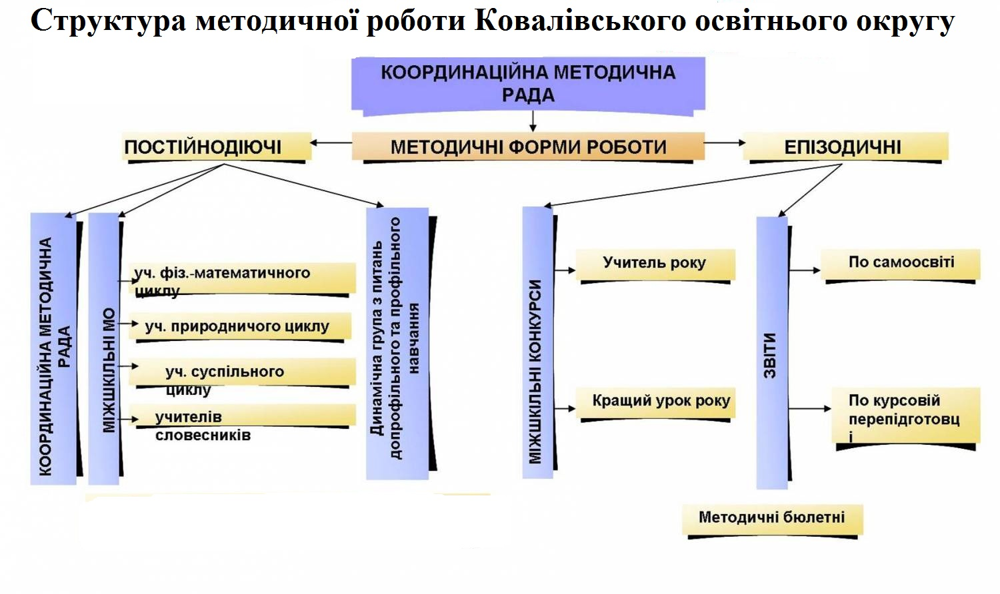 Структура методичної роботи Ковалівського освітнього округу
КООРДИНАЦІЙНА МЕТОДИЧНА
РАДА
ПОСТІЙНОДІЮЧІ
МЕТОДИЧНІ ФОРМИ РОБОТИ
ЕПІЗОДИЧНІ
КООРДИНАЦІЙНА МЕТОДИЧНА
РАДА
МІЖШКІЛЬНІ МО
уч. фіз.-математичного
циклу
уч. природничого циклу
уч. суспільного
циклу
учителів
словесників
Динамічна група з питань
допрофільного та профільного
навчання
МІЖШКІЛЬНІ КОНКУРСИ
Учитель року
Кращий урок року
ЗВІТИ
По самоосвіті
По курсовій
перепідготовц
і
Методичні бюлетні